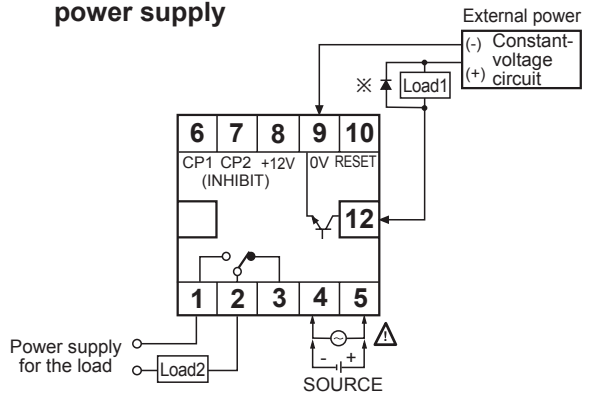 power supply
External power
(-) Constant-
voltage
(+) circuit
※ Load1
6 7 8 9 10
CP1 CP2 +12V 0V RESET
(INHIBIT)
12
1 2 3 4 5
Power supply
for the load
Load2
~
!
- +
SOURCE